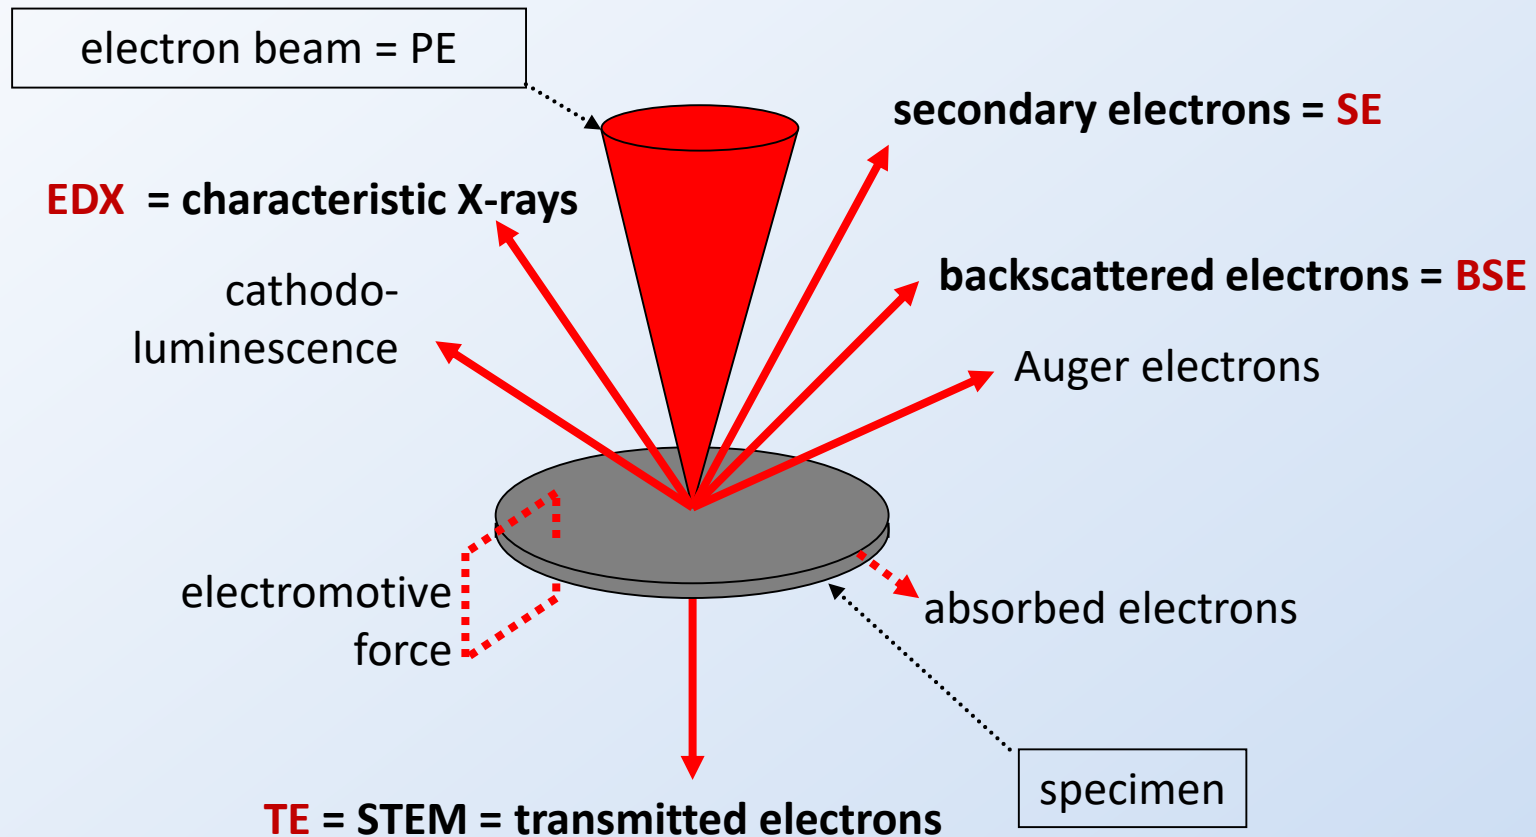 electron beam = PE
secondary electrons = SE
EDX = characteristic X-rays
backscattered electrons = BSE
cathodo-
luminescence
Auger electrons
electromotive
force
absorbed electrons
specimen
TE = STEM = transmitted electrons